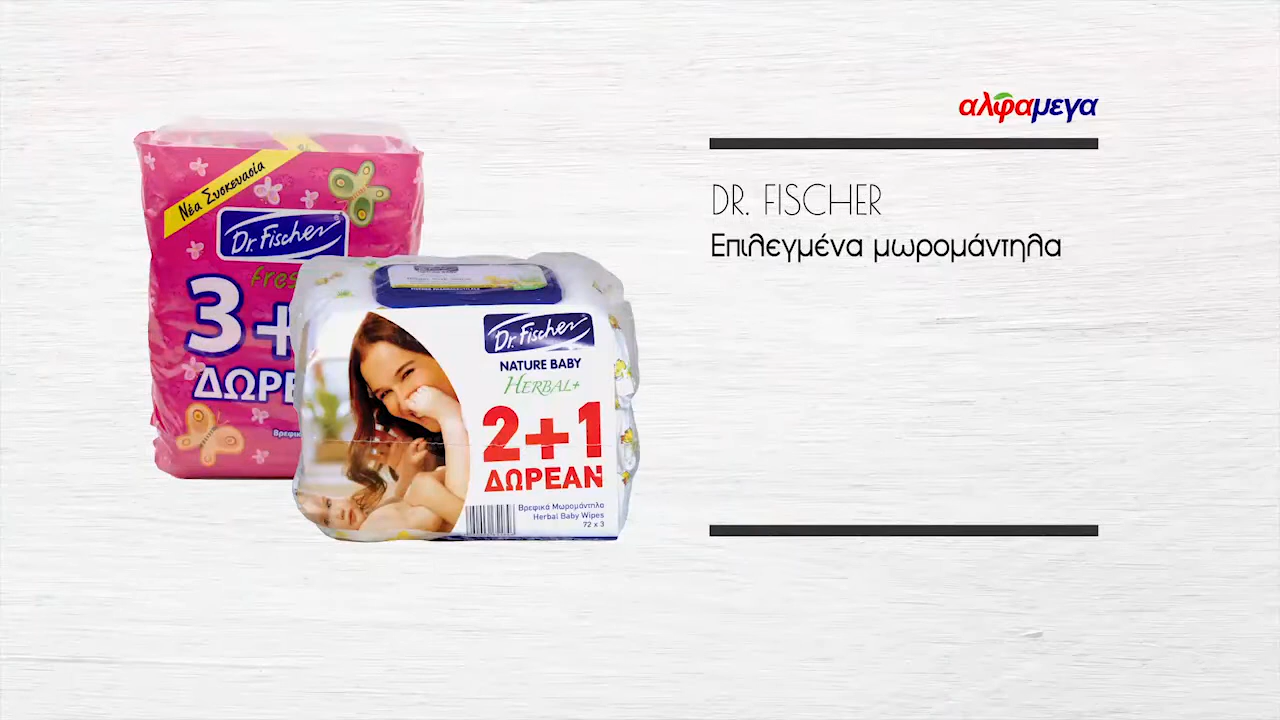 αλφαμεγα
DR. FISCHER
Επιλεγμένα μωρομάντηλα
Νέα Συσκευασία
Dr. Fischer
3+
Dr. Fischer
NATURE BABY
HERBAL+
2+1
ΔΩΡΕΑΝ
Βρεφικά Μωρομάντηλα
Herbal Baby Wipes
72 x 3